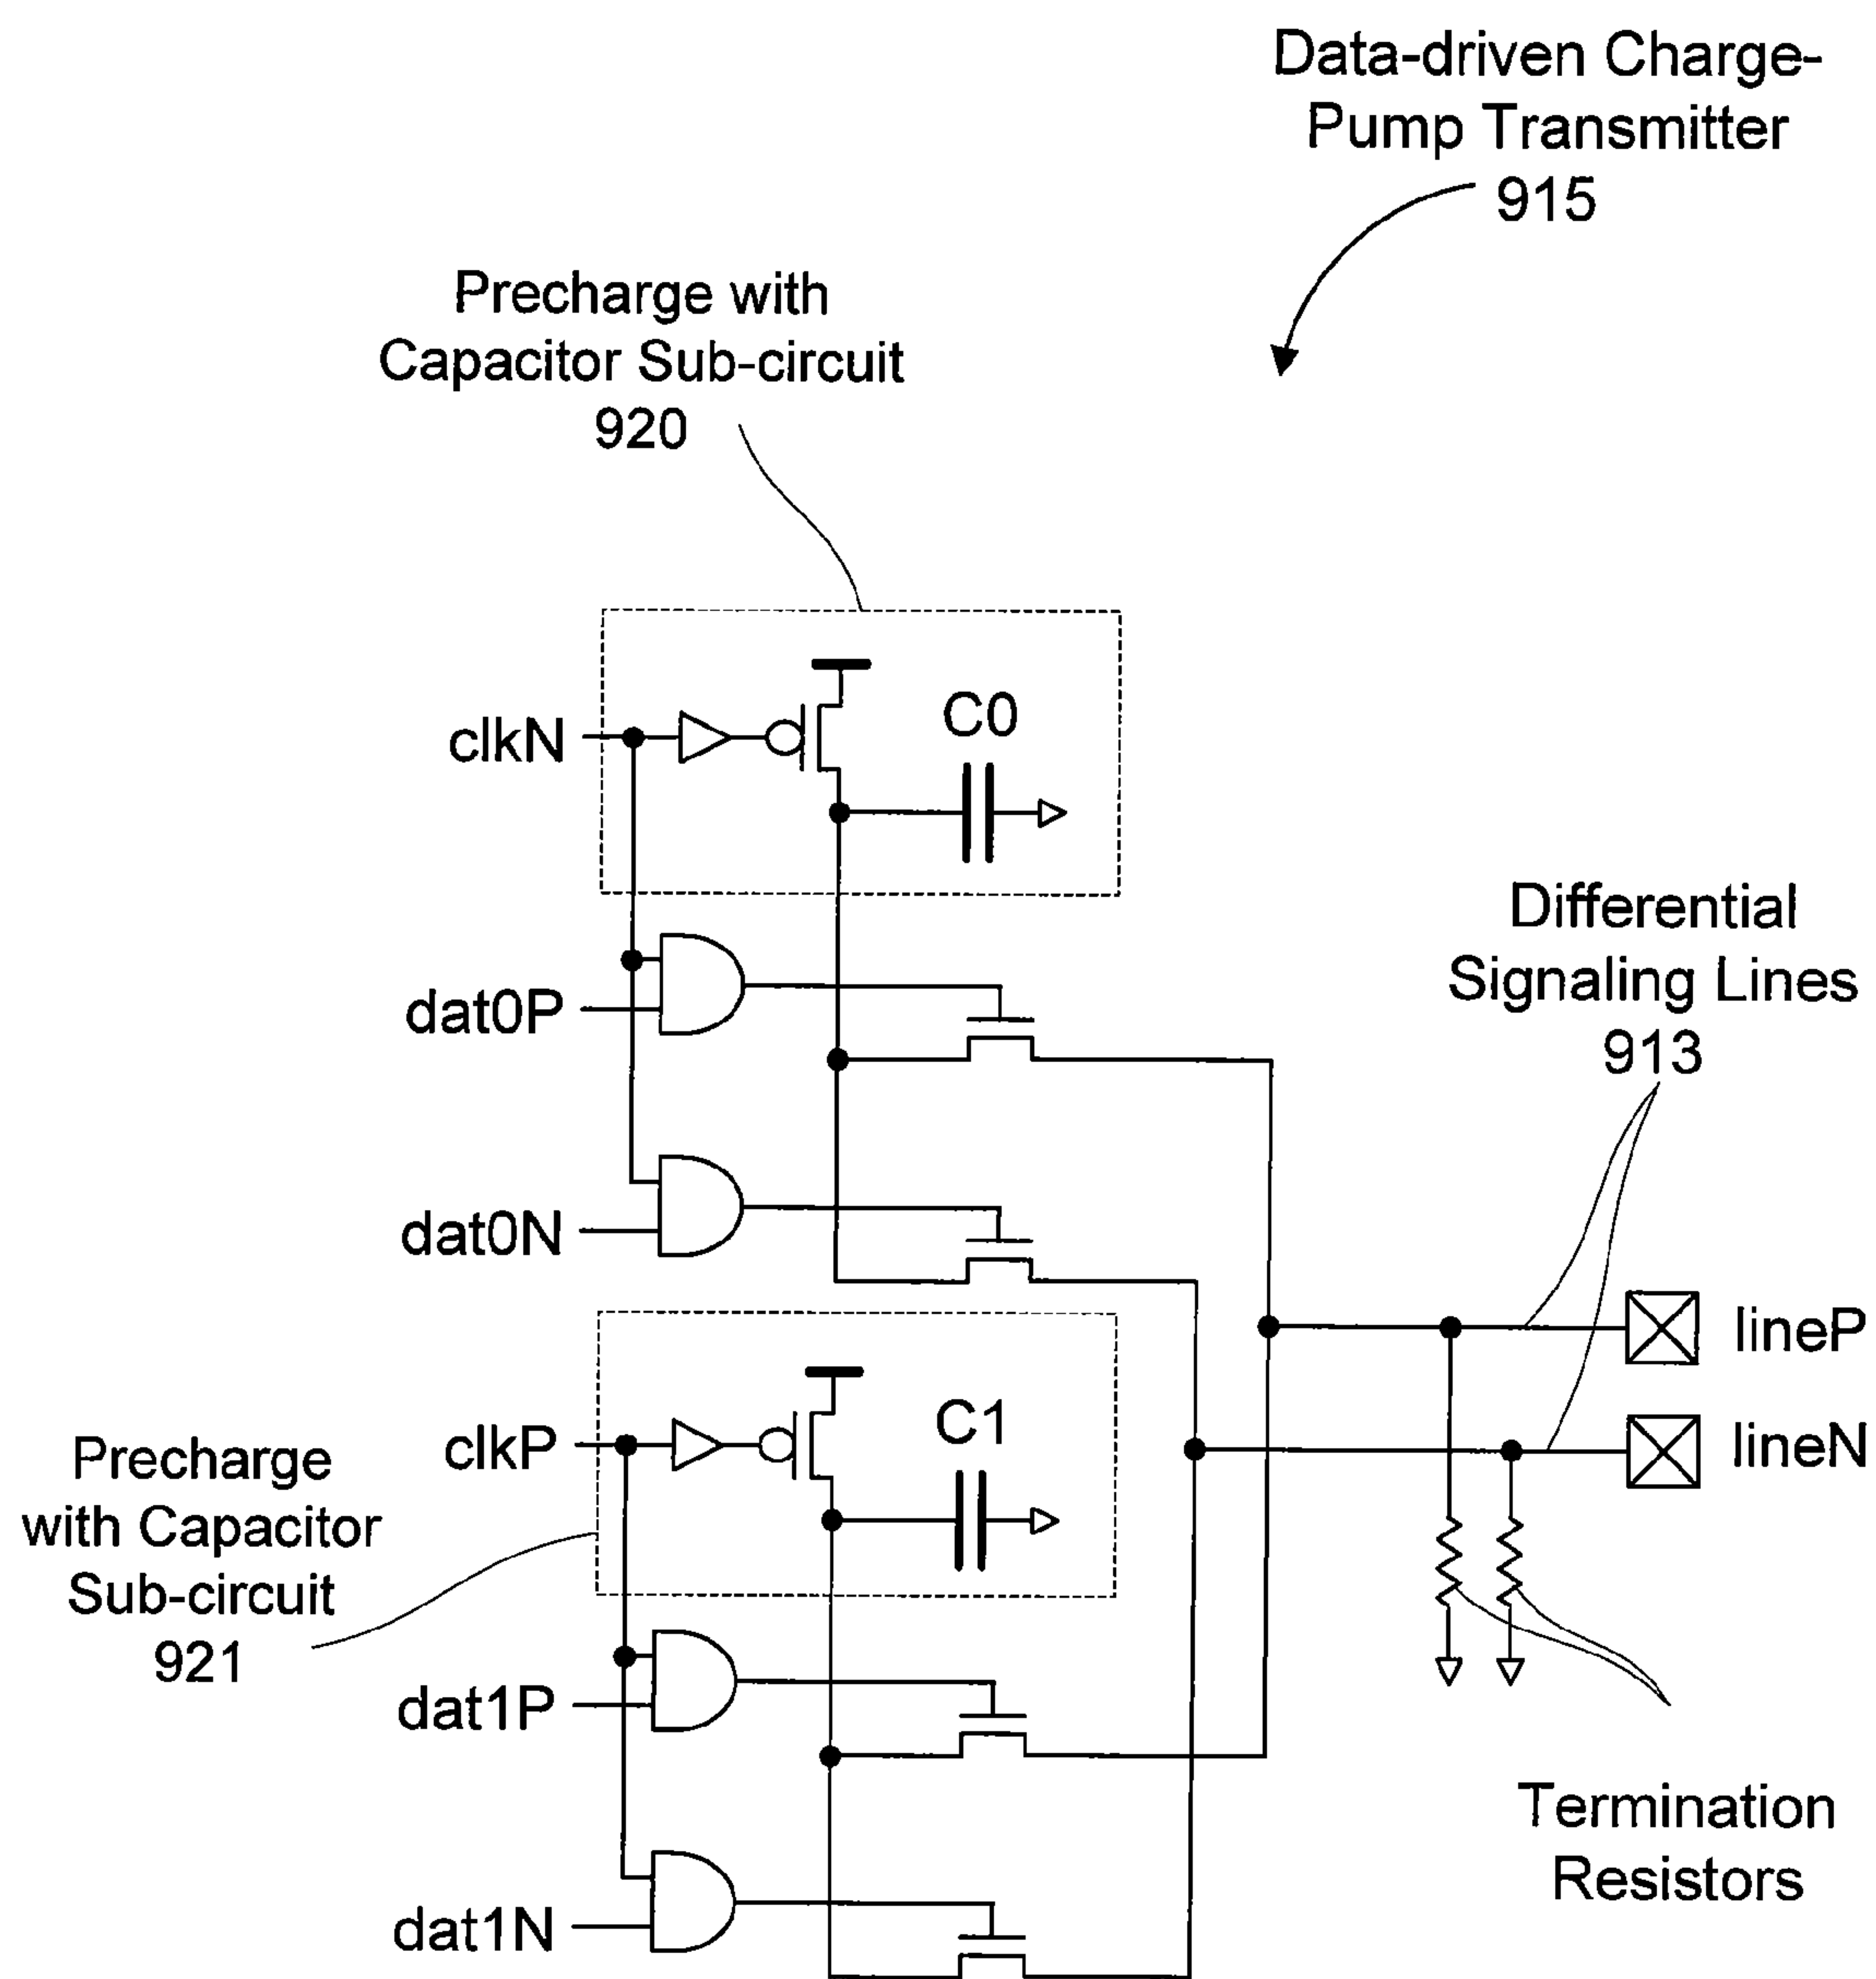 Data-driven Charge-
Pump Transmitter
915
Precharge with
Capacitor Sub-circuit
920
clkN
C0
dat0P
Differential
Signaling Lines
913
dat0N
lineP
lineN
clkP
C1
Precharge
with Capacitor
Sub-circuit
921
dat1P
Termination
Resistors
dat1N